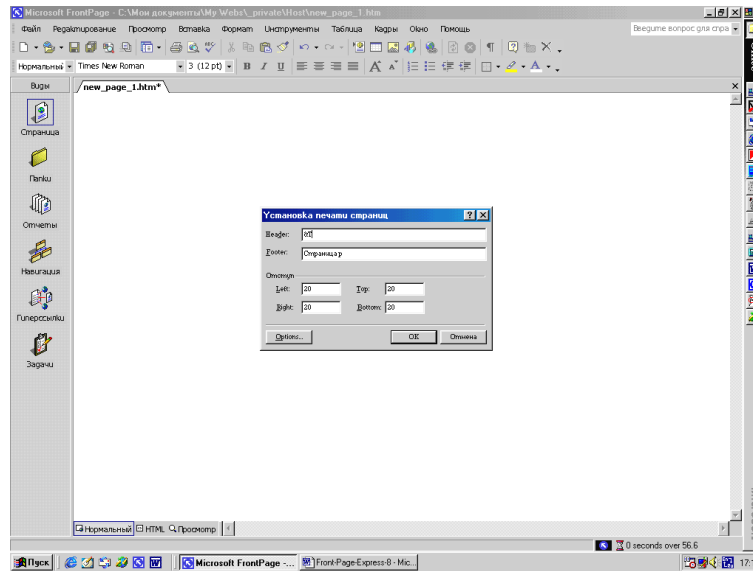 Microsoft FrontPage - C:\Мои документы\My Webs\_private\Host\new_page_1.htm
Файл Редактирование Просмотр Вставка Формат Инструменты Таблица Кадры Окно Помощь Введите вопрос для спра
Нормальный Times New Roman 3 (12 pt)
Виды new_page_1.htm*
Страница
Папки
Отчеты
Навигация
Гиперссылки
Задачи
Установка печати страниц
Header: &T
Footer: Страница p
Отступ
Left: 20 Top: 20
Right: 20 Bottom: 20
Options... OK Отмена
Нормальный HTML Просмотр
0 seconds over 56.6
Пуск Microsoft FrontPage -... Front-Page-Express-8 - Mic... 17: